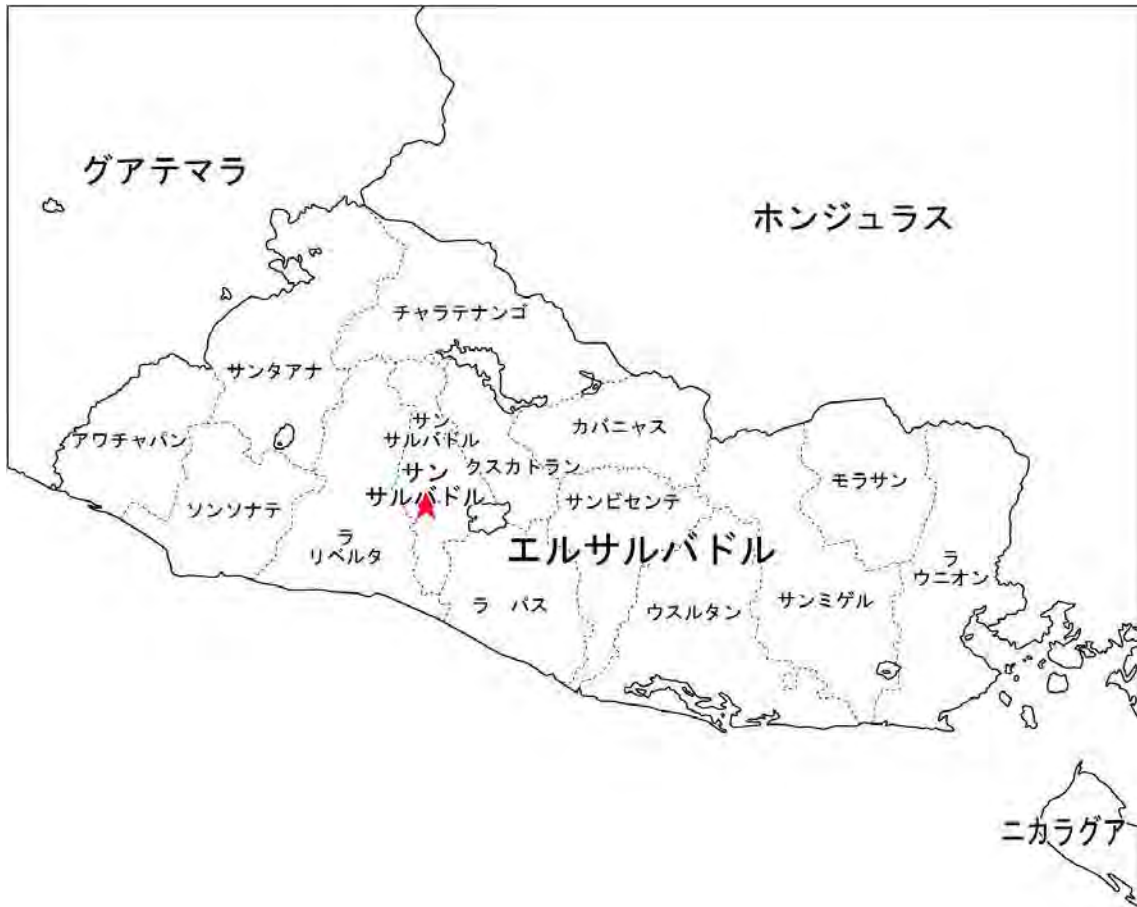 グアテマラ
ホンジュラス
チャラテナンゴ
サンタアナ
サン
サルバドル
カバニャス
アワチャパン
サン
サルバドル
クスカトラン
モラサン
ソンソナテ
サンビセンテ
ラ
リベルタ
エルサルバドル
ラ
ウニオン
ラ パス
ウスルタン
サンミゲル
ニカラグア